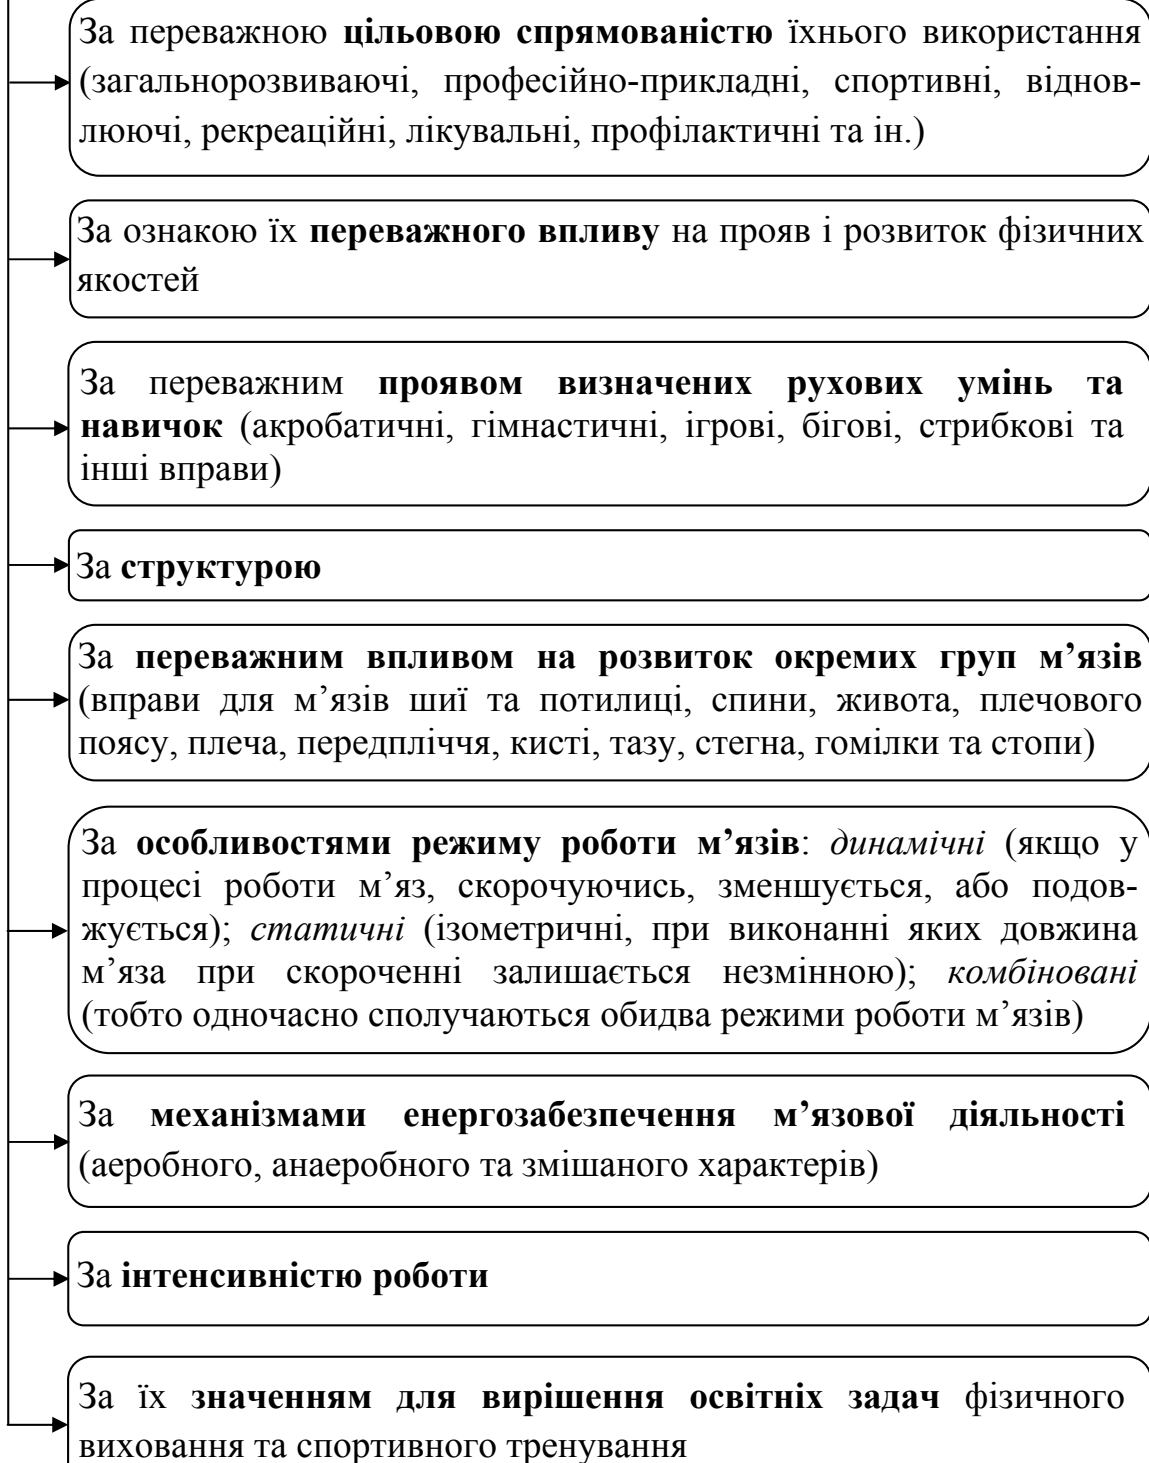 За переважною цільовою спрямованістю їхнього використання
(загальнорозвиваючі, професійно-прикладні, спортивні, віднов-
люючі, рекреаційні, лікувальні, профілактичні та ін.)
За ознакою їх переважного впливу на прояв і розвиток фізичних
якостей
За переважним проявом визначених рухових умінь та
навичок (акробатичні, гімнастичні, ігрові, бігові, стрибкові та
інші вправи)
За структурою
За переважним впливом на розвиток окремих груп м’язів
(вправи для м’язів шиї та потилиці, спини, живота, плечового
поясу, плеча, передпліччя, кисті, тазу, стегна, гомілки та стопи)
За особливостями режиму роботи м’язів: динамічні (якщо у
процесі роботи м’яз, скорочуючись, зменшується, або подов-
жується); статичні (ізометричні, при виконанні яких довжина
м’яза при скороченні залишається незмінною); комбіновані
(тобто одночасно сполучаються обидва режими роботи м’язів)
За механізмами енергозабезпечення м’язової діяльності
(аеробного, анаеробного та змішаного характерів)
За інтенсивністю роботи
За їх значенням для вирішення освітніх задач фізичного
виховання та спортивного тренування